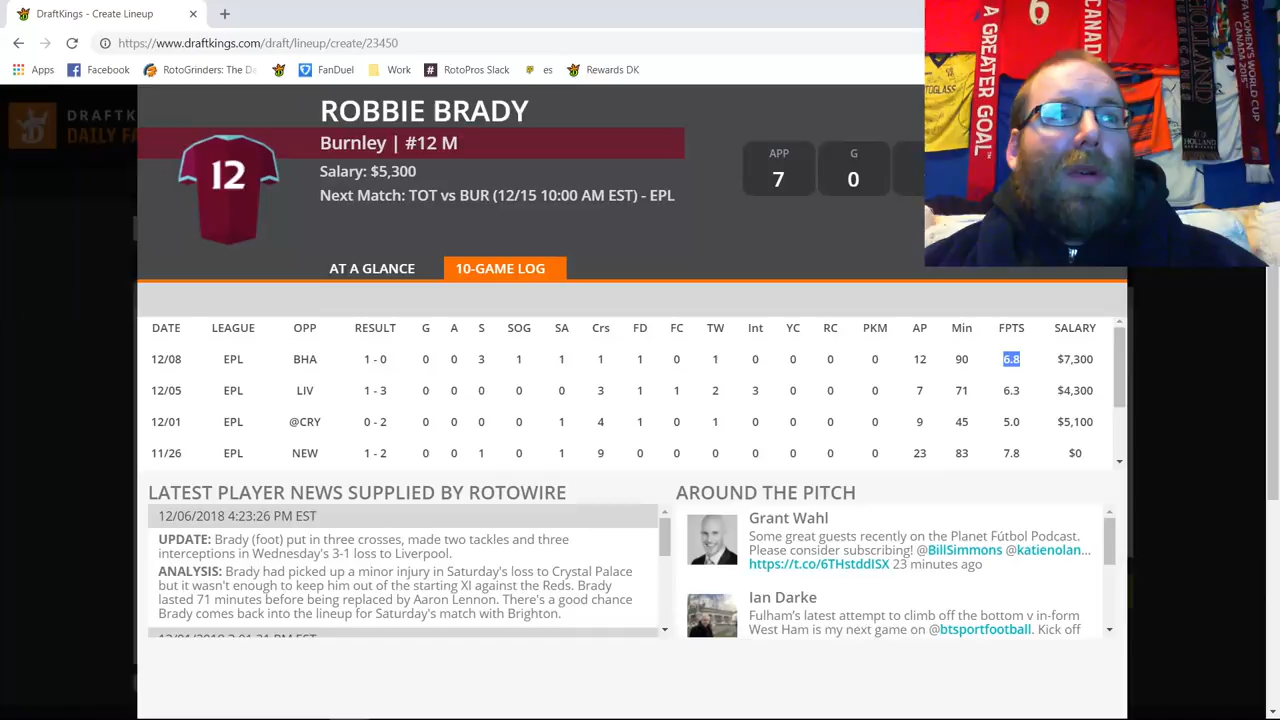 DraftKings - Create Lineup
https://www.draftkings.com/draft/lineup/create/23450
Apps Facebook RotoGrinders: The Da FanDuel Work RotoPros Slack es Rewards DK
DRAFTK
DAILY FA
ROBBIE BRADY
Burnley | #12 M
Salary: $5,300
Next Match: TOT vs BUR (12/15 10:00 AM EST) - EPL
12
APP G
7 0
AT A GLANCE 10-GAME LOG
DATE LEAGUE OPP RESULT G A S SOG SA Crs FD FC TW Int YC RC PKM AP Min FPTS SALARY
12/08 EPL BHA 1 - 0 0 0 3 1 1 1 1 0 1 0 0 0 0 12 90 6.8 $7,300
12/05 EPL LIV 1 - 3 0 0 0 0 0 3 1 1 2 3 0 0 0 7 71 6.3 $4,300
12/01 EPL @CRY 0 - 2 0 0 0 0 1 4 1 0 1 0 0 0 0 9 45 5.0 $5,100
11/26 EPL NEW 1 - 2 0 0 1 0 1 9 0 0 0 0 0 0 0 23 83 7.8 $0
LATEST PLAYER NEWS SUPPLIED BY ROTOWIRE
12/06/2018 4:23:26 PM EST
UPDATE: Brady (foot) put in three crosses, made two tackles and three
interceptions in Wednesday's 3-1 loss to Liverpool.
ANALYSIS: Brady had picked up a minor injury in Saturday's loss to Crystal Palace
but it wasn't enough to keep him out of the starting XI against the Reds. Brady
lasted 71 minutes before being replaced by Aaron Lennon. There's a good chance
Brady comes back into the lineup for Saturday's match with Brighton.
AROUND THE PITCH
Grant Wahl
Some great guests recently on the Planet Fútbol Podcast.
Please consider subscribing! @BillSimmons @katienolan...
https://t.co/6THstddISX 23 minutes ago
Ian Darke
Fulham's latest attempt to climb off the bottom v in-form
West Ham is my next game on @btsportfootball. Kick off
A GREATER GOAL™
6
CANAD
HOLLAND
HOLLAND
FIFA WOMEN'S WORLD CUP
CANADA 2015™